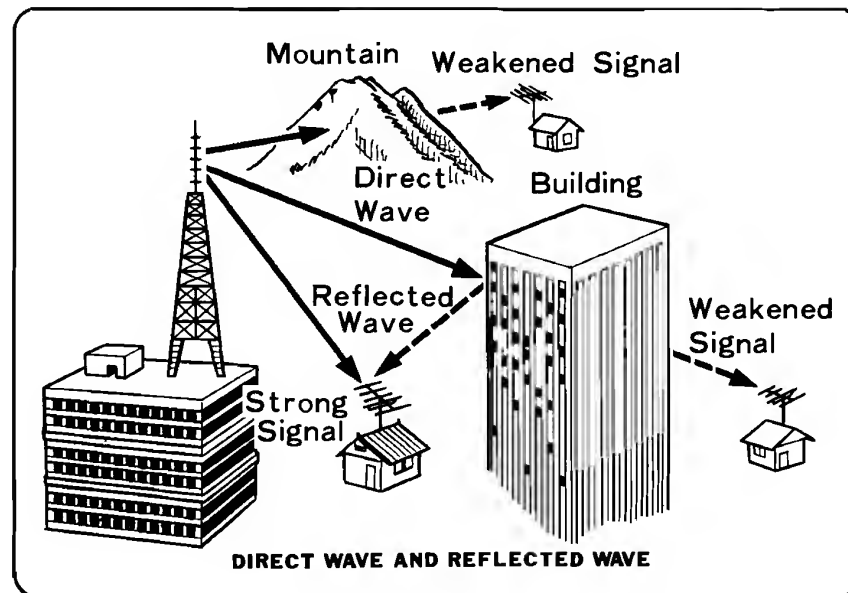 Mountain
Weakened Signal
Direct
Wave
Building
Reflected
Wave
Weakened
Signal
Strong
Signal
DIRECT WAVE AND REFLECTED WAVE